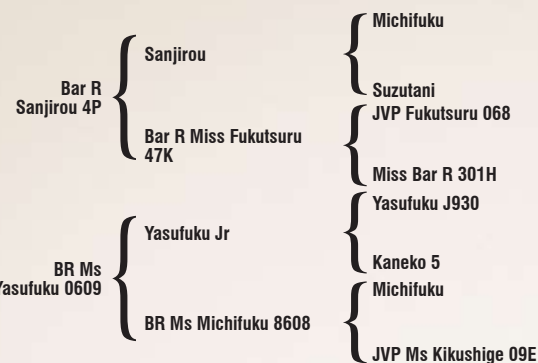 Michifuku
Sanjirou
Bar R
Sanjirou 4P
Suzutani
JVP Fukutsuru 068
Bar R Miss Fukutsuru
47K
Miss Bar R 301H
Yasufuku J930
Yasufuku Jr
BR Ms
Yasufuku 0609
Kaneko 5
Michifuku
BR Ms Michifuku 8608
JVP Ms Kikushige 09E